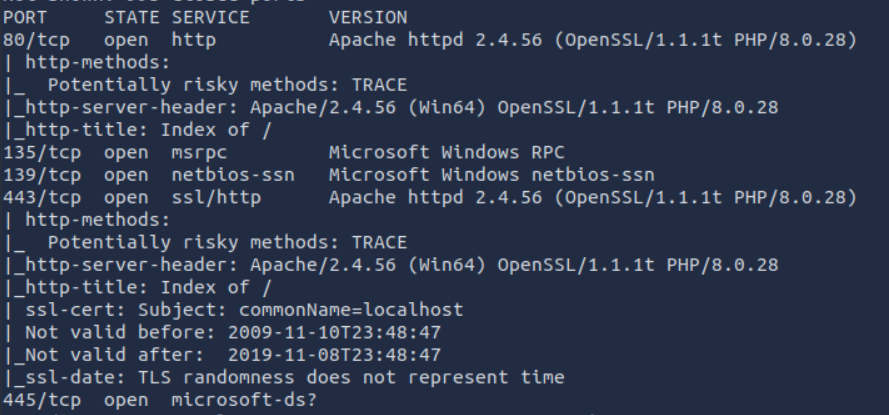 PORT STATE SERVICE VERSION
80/tcp open http Apache httpd 2.4.56 (OpenSSL/1.1.1t PHP/8.0.28)
| http-methods:
|_ Potentially risky methods: TRACE
|_http-server-header: Apache/2.4.56 (Win64) OpenSSL/1.1.1t PHP/8.0.28
|_http-title: Index of /
135/tcp open msrpc Microsoft Windows RPC
139/tcp open netbios-ssn Microsoft Windows netbios-ssn
443/tcp open ssl/http Apache httpd 2.4.56 (OpenSSL/1.1.1t PHP/8.0.28)
| http-methods:
|_ Potentially risky methods: TRACE
|_http-server-header: Apache/2.4.56 (Win64) OpenSSL/1.1.1t PHP/8.0.28
|_http-title: Index of /
| ssl-cert: Subject: commonName=localhost
| Not valid before: 2009-11-10T23:48:47
|_Not valid after: 2019-11-08T23:48:47
|_ssl-date: TLS randomness does not represent time
445/tcp open microsoft-ds?